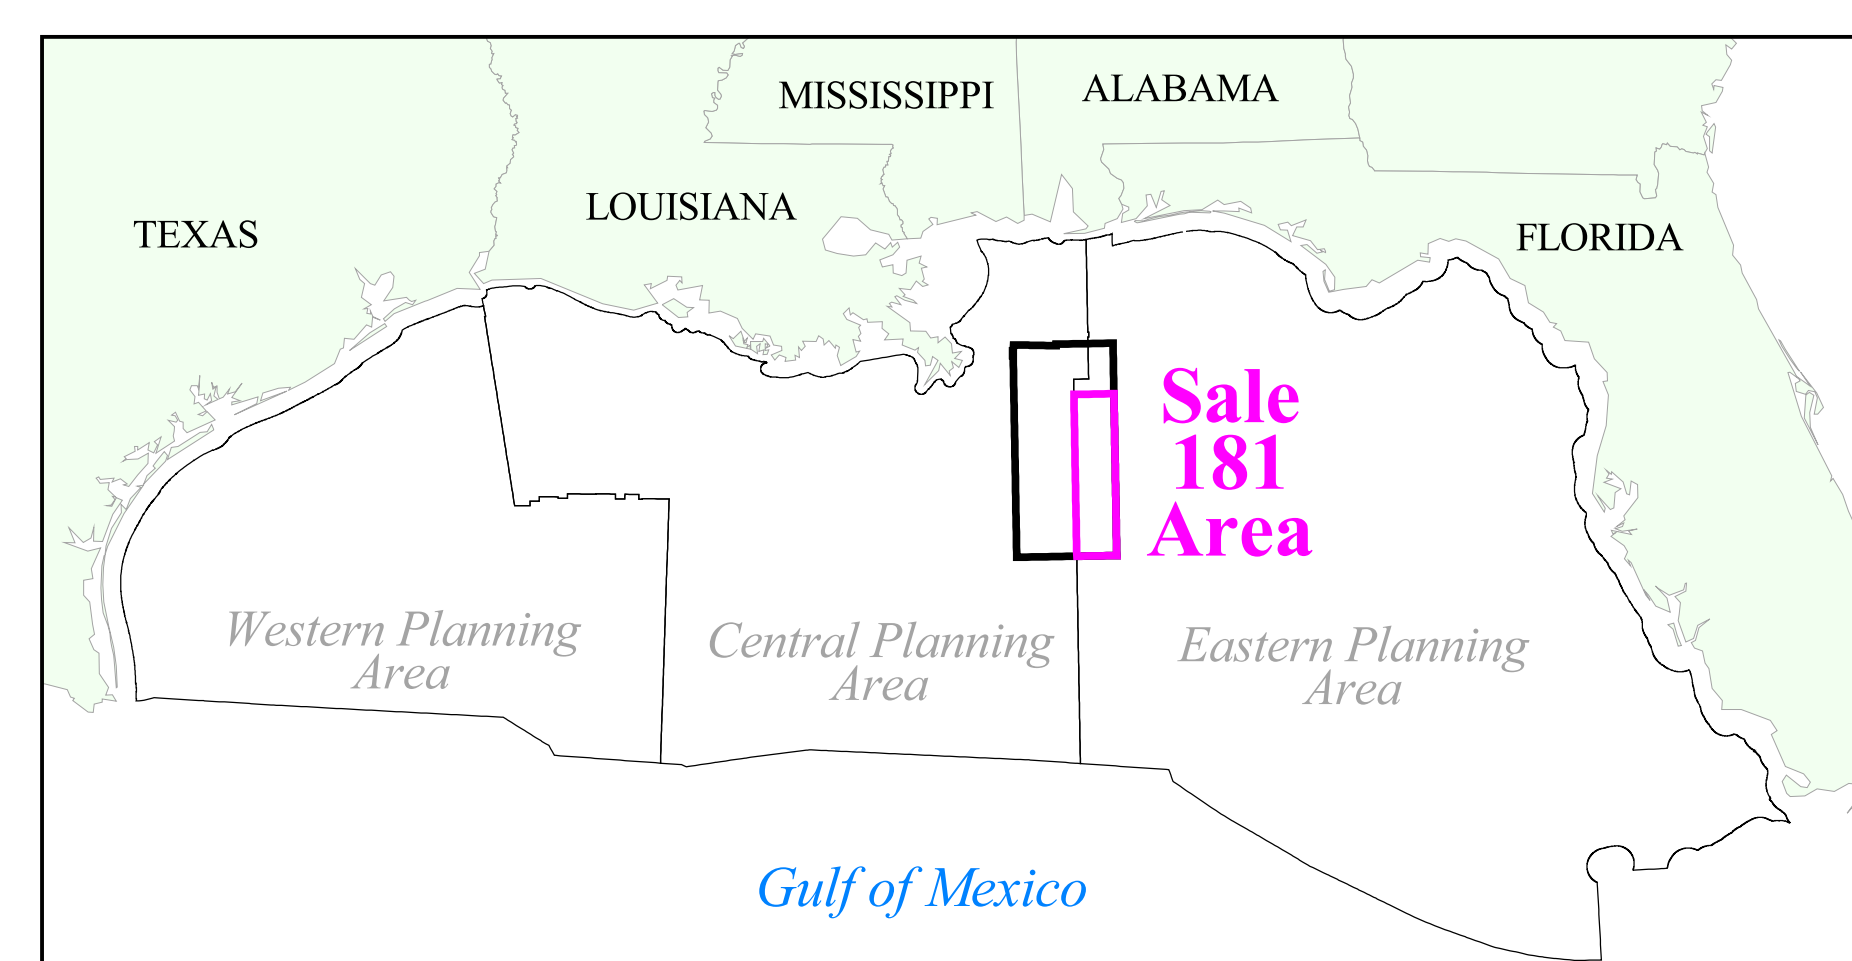 MISSISSIPPI
ALABAMA
LOUISIANA
TEXAS
FLORIDA
Sale
181
Area
Western Planning
Area
Central Planning
Area
Eastern Planning
Area
Gulf of Mexico